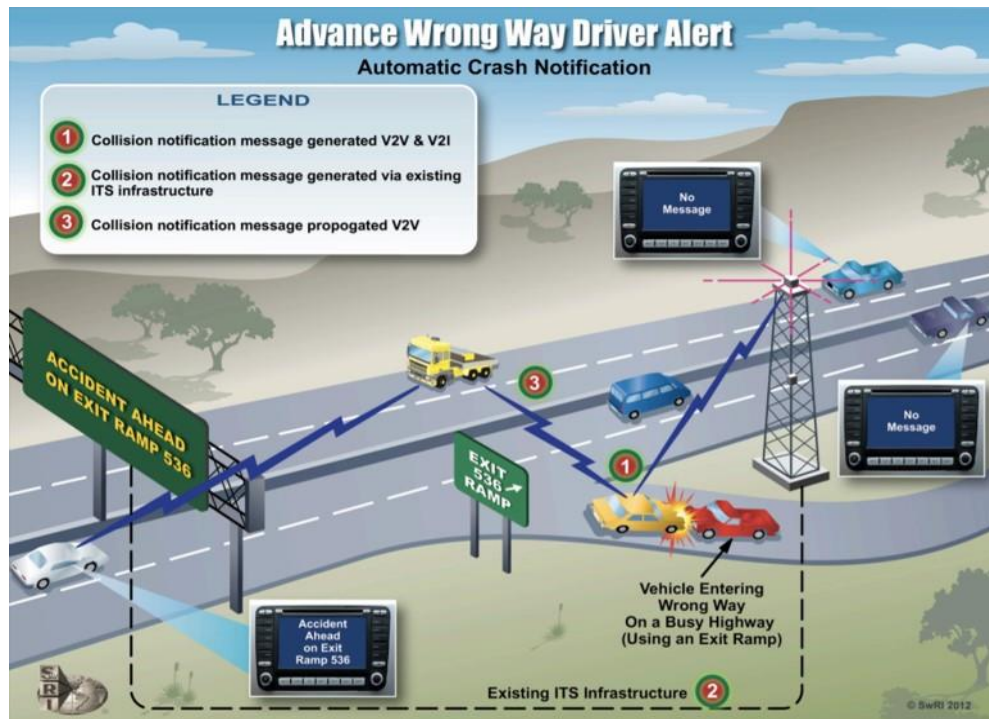 Advance Wrong Way Driver Alert
Automatic Crash Notification
LEGEND
1 Collision notification message generated V2V & V2I
2 Collision notification message generated via existing
ITS infrastructure
3 Collision notification message propogated V2V
No
Message
ACCIDENT AHEAD
ON EXIT RAMP 536
3
No
Message
EXIT
536
RAMP
1
Vehicle Entering
Wrong Way
On a Busy Highway
(Using an Exit Ramp)
Accident
Ahead
on Exit
Ramp 536
Existing ITS Infrastructure 2
SRI
© SwRI 2012